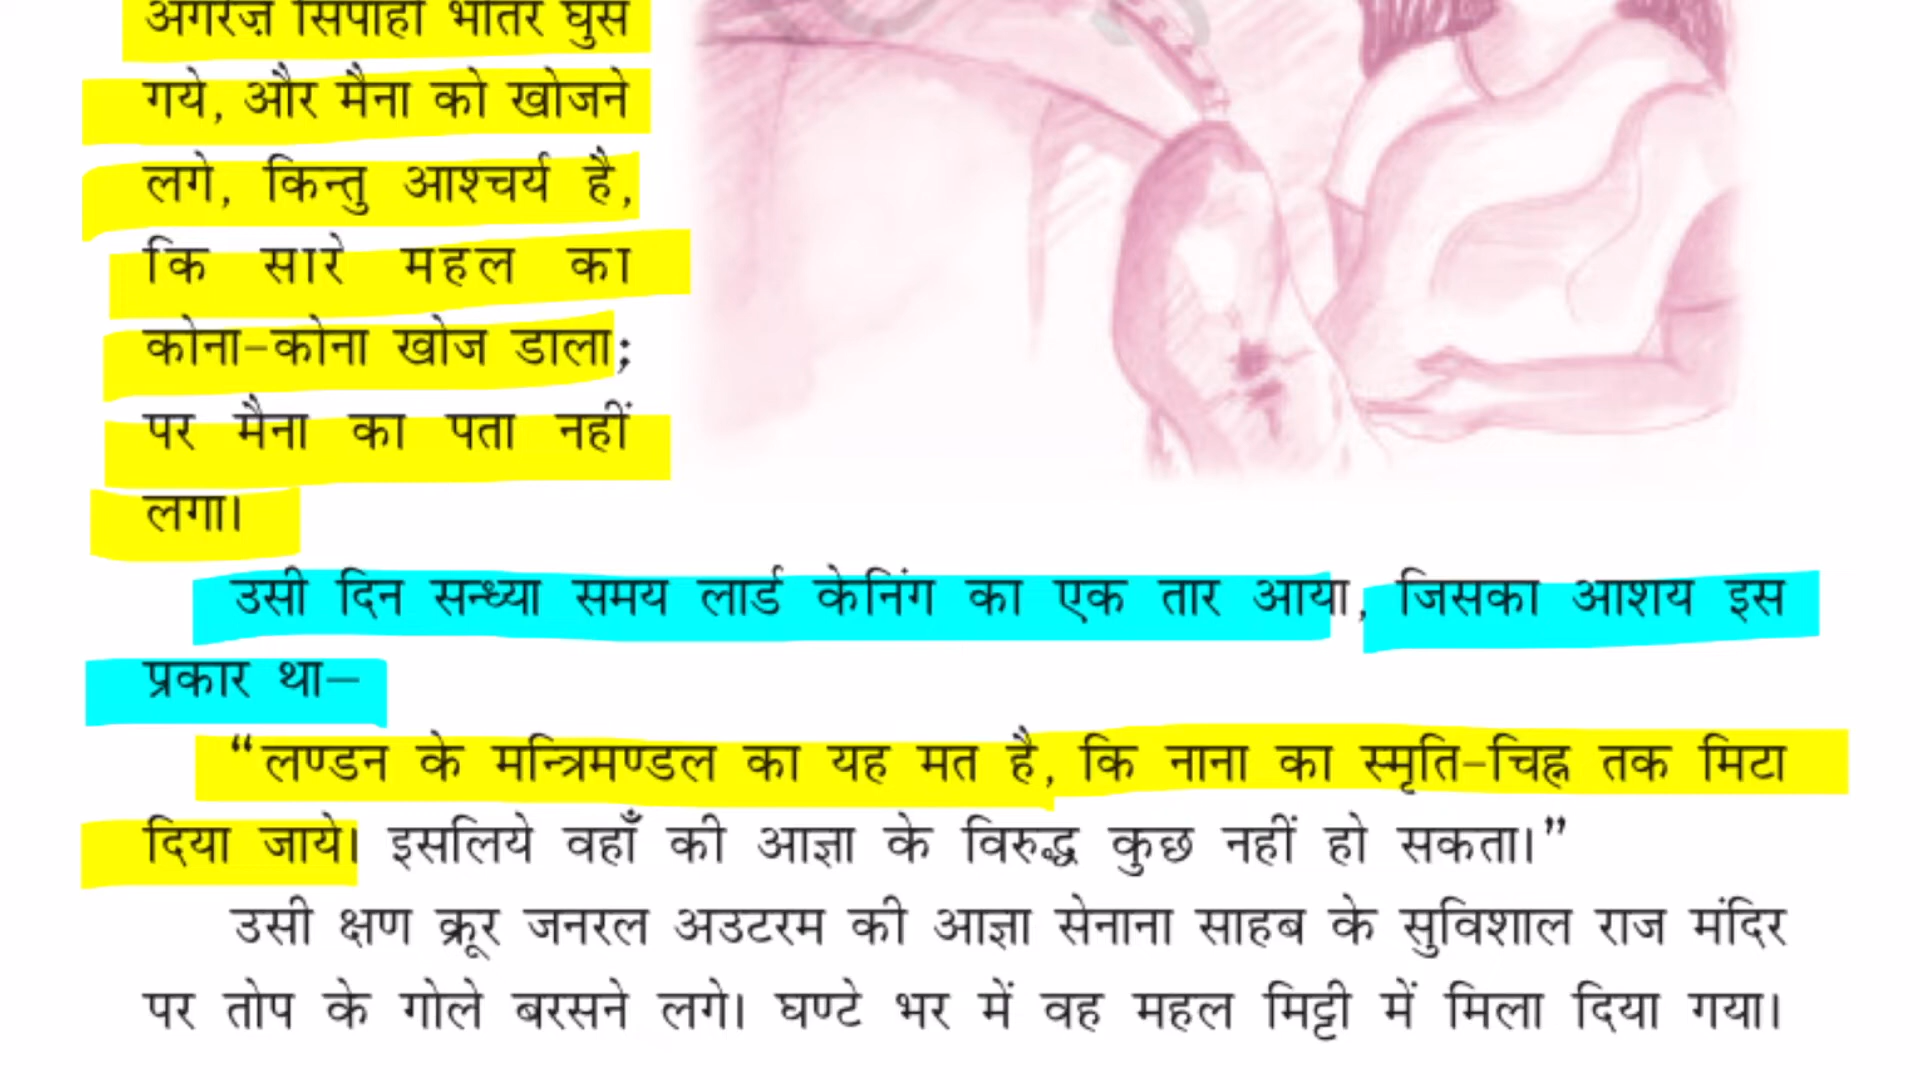 अंगरेज़ सिपाही भीतर घुस
गये, और मैना को खोजने
लगे, किन्तु आश्चर्य है,
कि सारे महल का
कोना-कोना खोज डाला;
पर मैना का पता नहीं
लगा।
उसी दिन सन्ध्या समय लार्ड केनिंग का एक तार आया, जिसका आशय इस
प्रकार था—
“लण्डन के मन्त्रिमण्डल का यह मत है, कि नाना का स्मृति-चिह्न तक मिटा
दिया जाये। इसलिये वहाँ की आज्ञा के विरुद्ध कुछ नहीं हो सकता।”
उसी क्षण क्रूर जनरल अउटरम की आज्ञा सेनाना साहब के सुविशाल राज मंदिर
पर तोप के गोले बरसने लगे। घण्टे भर में वह महल मिट्टी में मिला दिया गया।